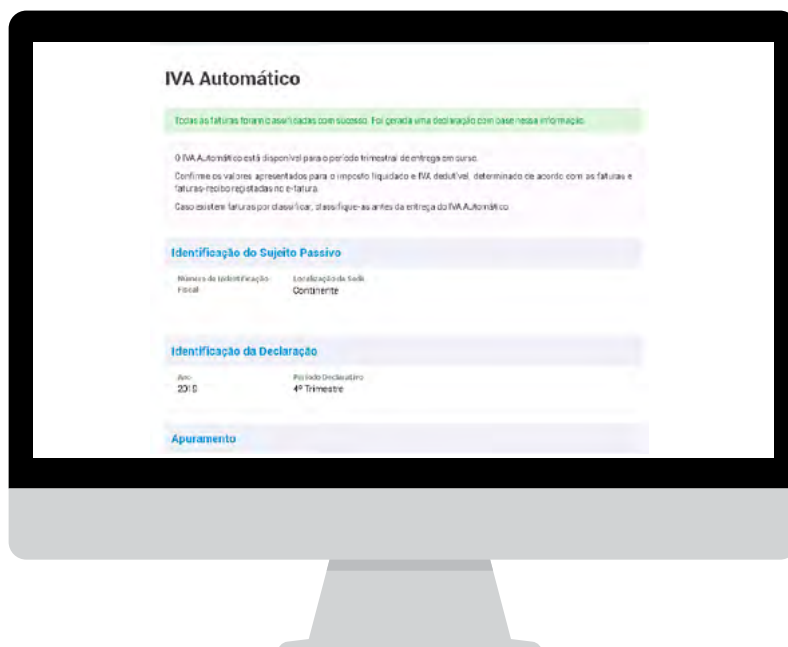 IVA Automático
Todas as faturas foram classificadas com sucesso. Foi gerada uma declaração com base nessa informação.
O IVA Automático está disponível para o período trimestral de entrega em curso.
Confirme os valores apresentados para o imposto liquidado e IVA dedutível, determinado de acordo com as faturas e
faturas-recibo registadas no e-fatura.
Caso existem faturas por classificar, classifique-as antes da entrega do IVA Automático.
Identificação do Sujeito Passivo
Número de Identificação Localização da Sede
Fiscal Continente
Identificação da Declaração
Ano Período Declarativo
2019 4º Trimestre
Apuramento